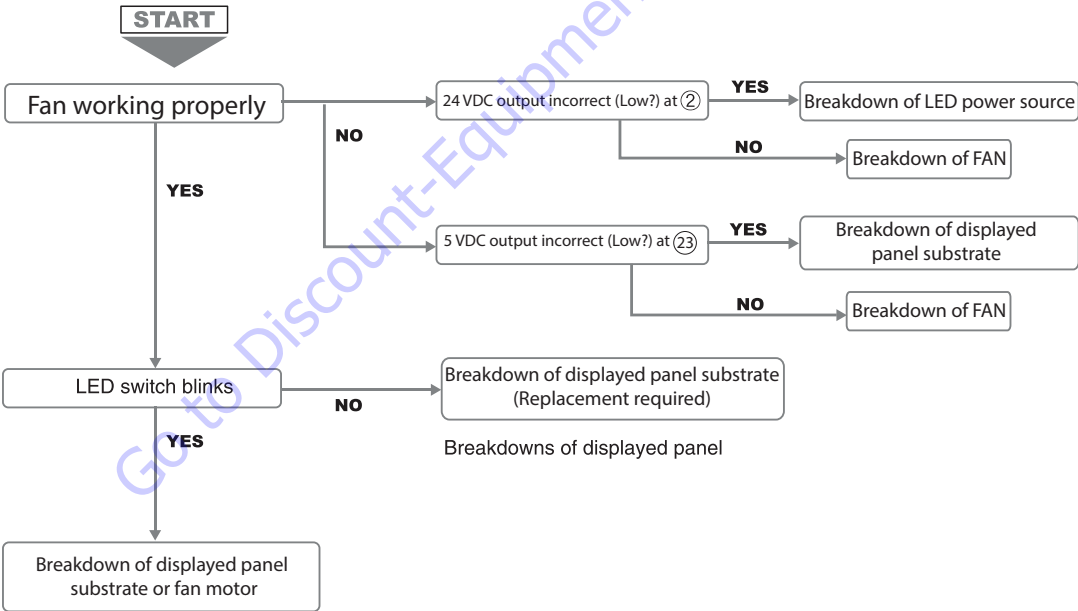 START
Fan working properly
24 VDC output incorrect (Low?) at ②
YES
Breakdown of LED power source
NO
Breakdown of FAN
NO
YES
5 VDC output incorrect (Low?) at ㉓
YES
Breakdown of displayed
panel substrate
NO
Breakdown of FAN
LED switch blinks
NO
Breakdown of displayed panel substrate
(Replacement required)
YES
Breakdowns of displayed panel
Breakdown of displayed panel
substrate or fan motor
Go to Discount-Equipmen